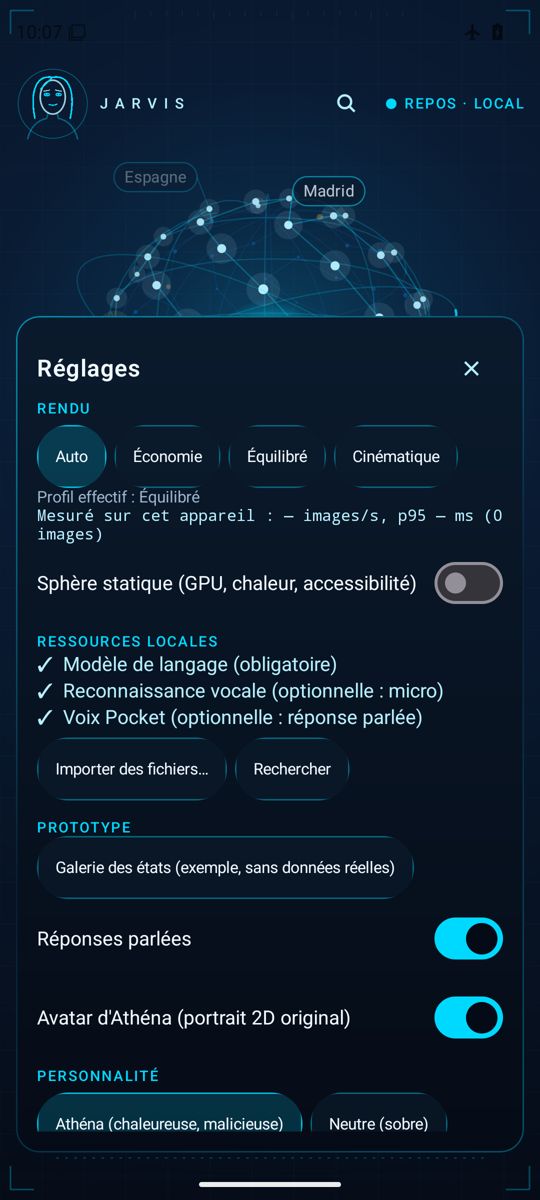 10:07
JARVIS
REPOS · LOCAL
Espagne
Madrid
Réglages
RENDU
Auto
Économie
Équilibré
Cinématique
Profil effectif : Équilibré
Mesuré sur cet appareil : — images/s, p95 — ms (0
images)
Sphère statique (GPU, chaleur, accessibilité)
RESSOURCES LOCALES
✓ Modèle de langage (obligatoire)
✓ Reconnaissance vocale (optionnelle : micro)
✓ Voix Pocket (optionnelle : réponse parlée)
Importer des fichiers…
Rechercher
PROTOTYPE
Galerie des états (exemple, sans données réelles)
Réponses parlées
Avatar d'Athéna (portrait 2D original)
PERSONNALITÉ
Athéna (chaleureuse, malicieuse)
Neutre (sobre)